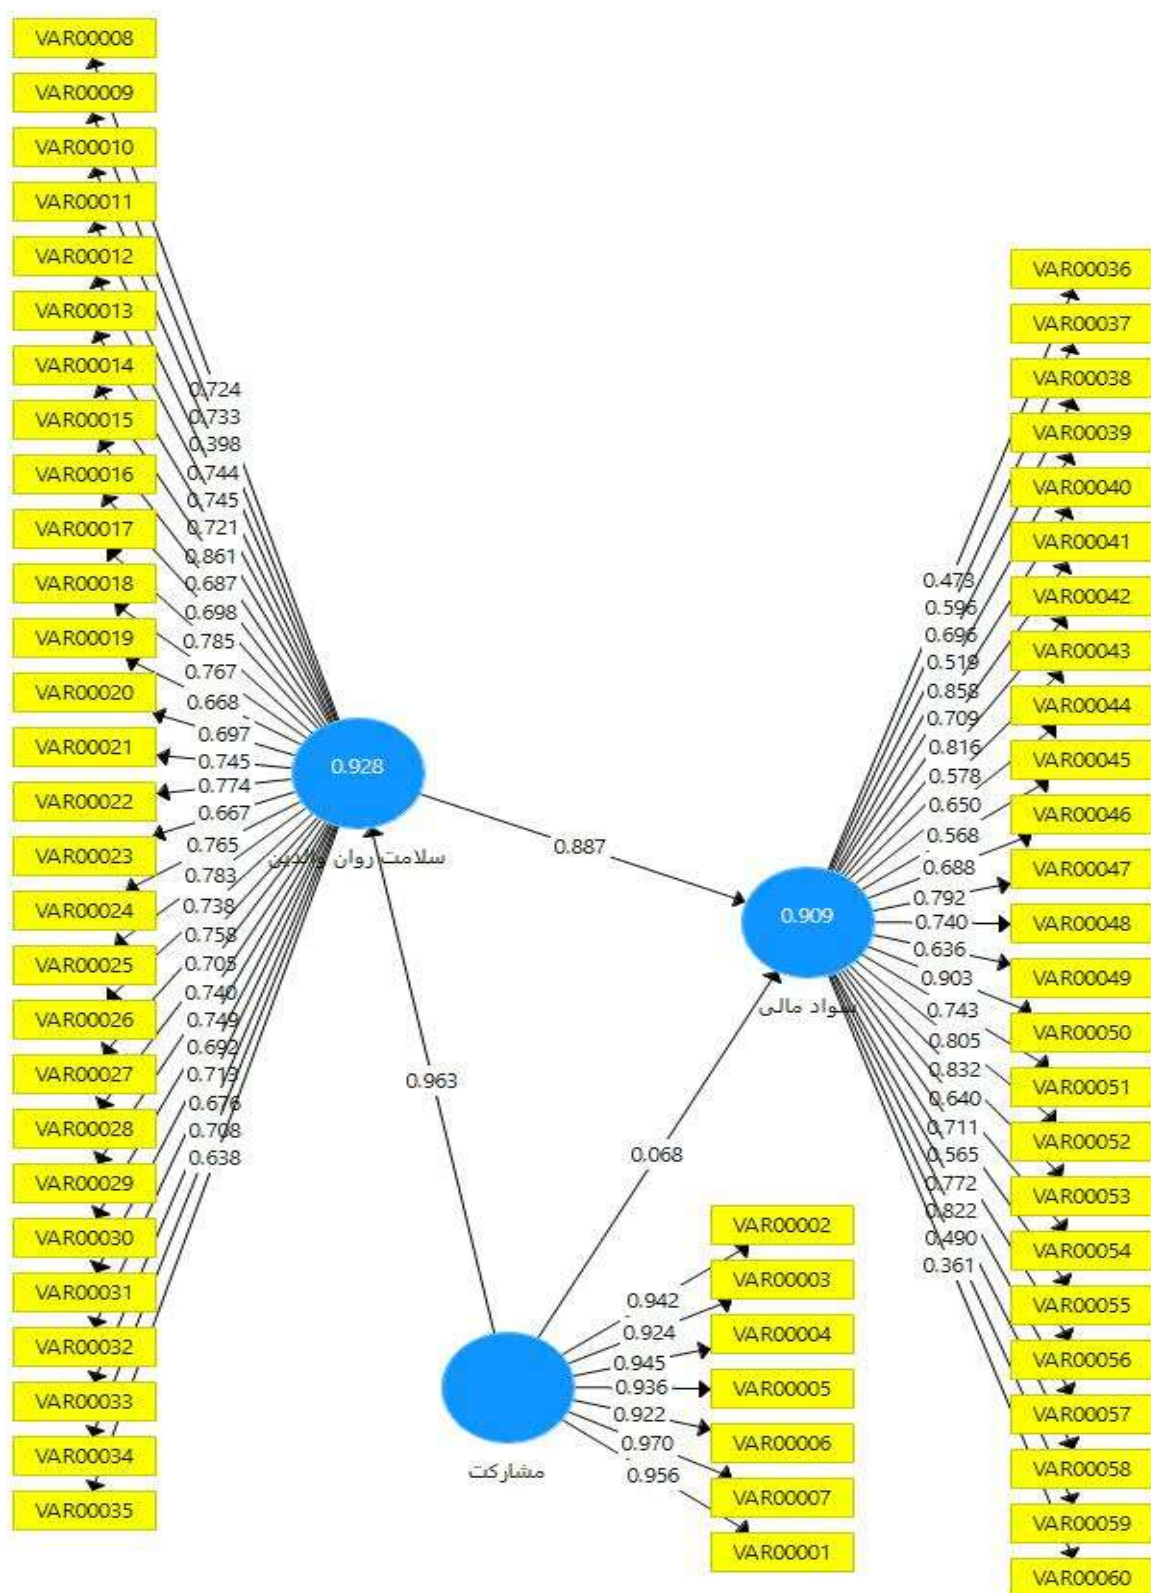 VAR00008
VAR00009
VAR00010
VAR00011
VAR00012
VAR00013
VAR00014
VAR00015
VAR00016
VAR00017
VAR00018
VAR00019
VAR00020
VAR00021
VAR00022
VAR00023
VAR00024
VAR00025
VAR00026
VAR00027
VAR00028
VAR00029
VAR00030
VAR00031
VAR00032
VAR00033
VAR00034
VAR00035
0.724
0.733
0.398
0.744
0.745
0.721
0.861
0.687
0.698
0.785
0.767
0.668
0.697
0.745
0.774
0.667
0.765
0.783
0.738
0.758
0.705
0.740
0.749
0.692
0.713
0.676
0.708
0.638
0.928
سلامت روان والدین
0.887
0.963
0.068
0.909
سواد مالی
مشارکت
0.942
0.924
0.945
0.936
0.922
0.970
0.956
VAR00002
VAR00003
VAR00004
VAR00005
VAR00006
VAR00007
VAR00001
0.473
0.596
0.696
0.519
0.858
0.709
0.816
0.578
0.650
0.568
0.688
0.792
0.740
0.636
0.903
0.743
0.805
0.832
0.640
0.711
0.565
0.772
0.822
0.490
0.361
VAR00036
VAR00037
VAR00038
VAR00039
VAR00040
VAR00041
VAR00042
VAR00043
VAR00044
VAR00045
VAR00046
VAR00047
VAR00048
VAR00049
VAR00050
VAR00051
VAR00052
VAR00053
VAR00054
VAR00055
VAR00056
VAR00057
VAR00058
VAR00059
VAR00060